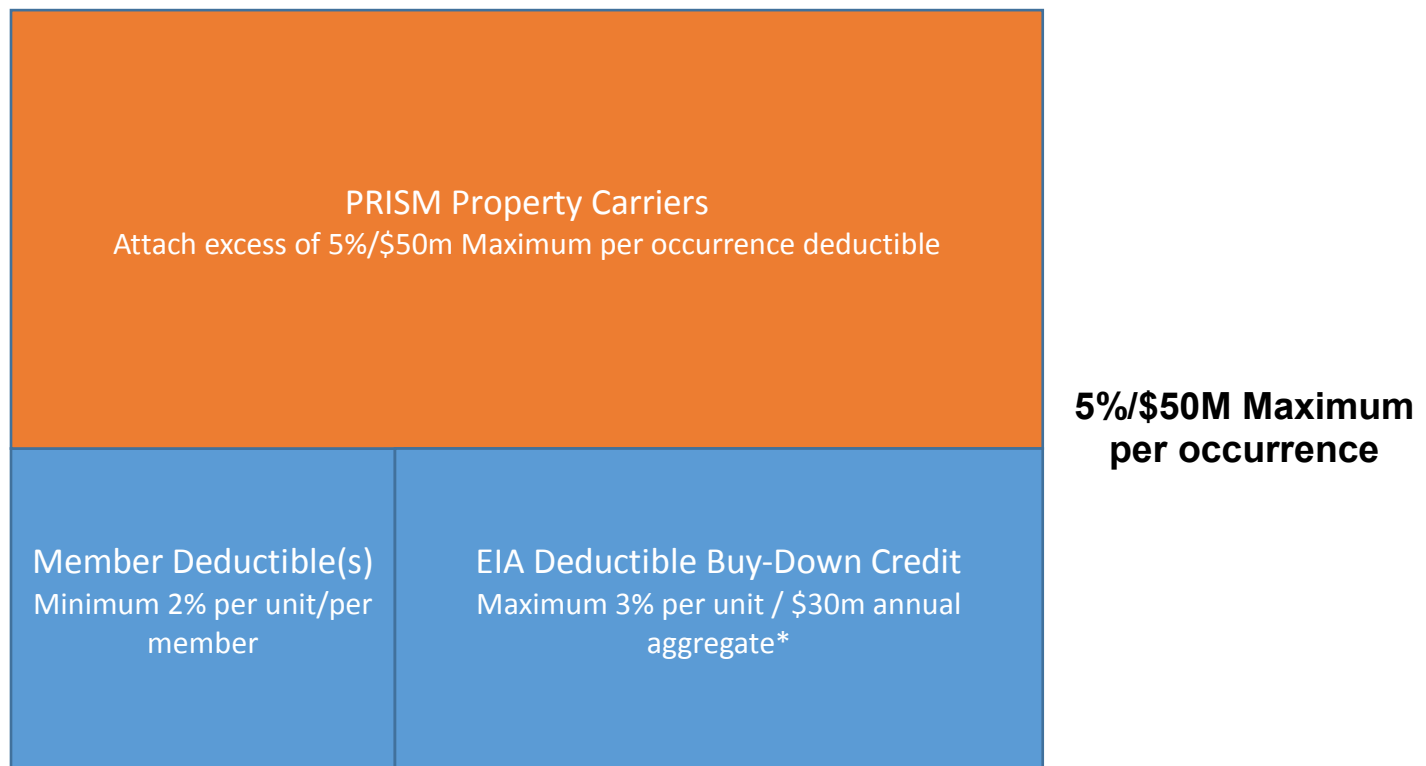 PRISM Property Carriers
Attach excess of 5%/$50m Maximum per occurrence deductible
5%/$50M Maximum
per occurrence
Member Deductible(s)
Minimum 2% per unit/per
member
EIA Deductible Buy-Down Credit
Maximum 3% per unit / $30m annual
aggregate*